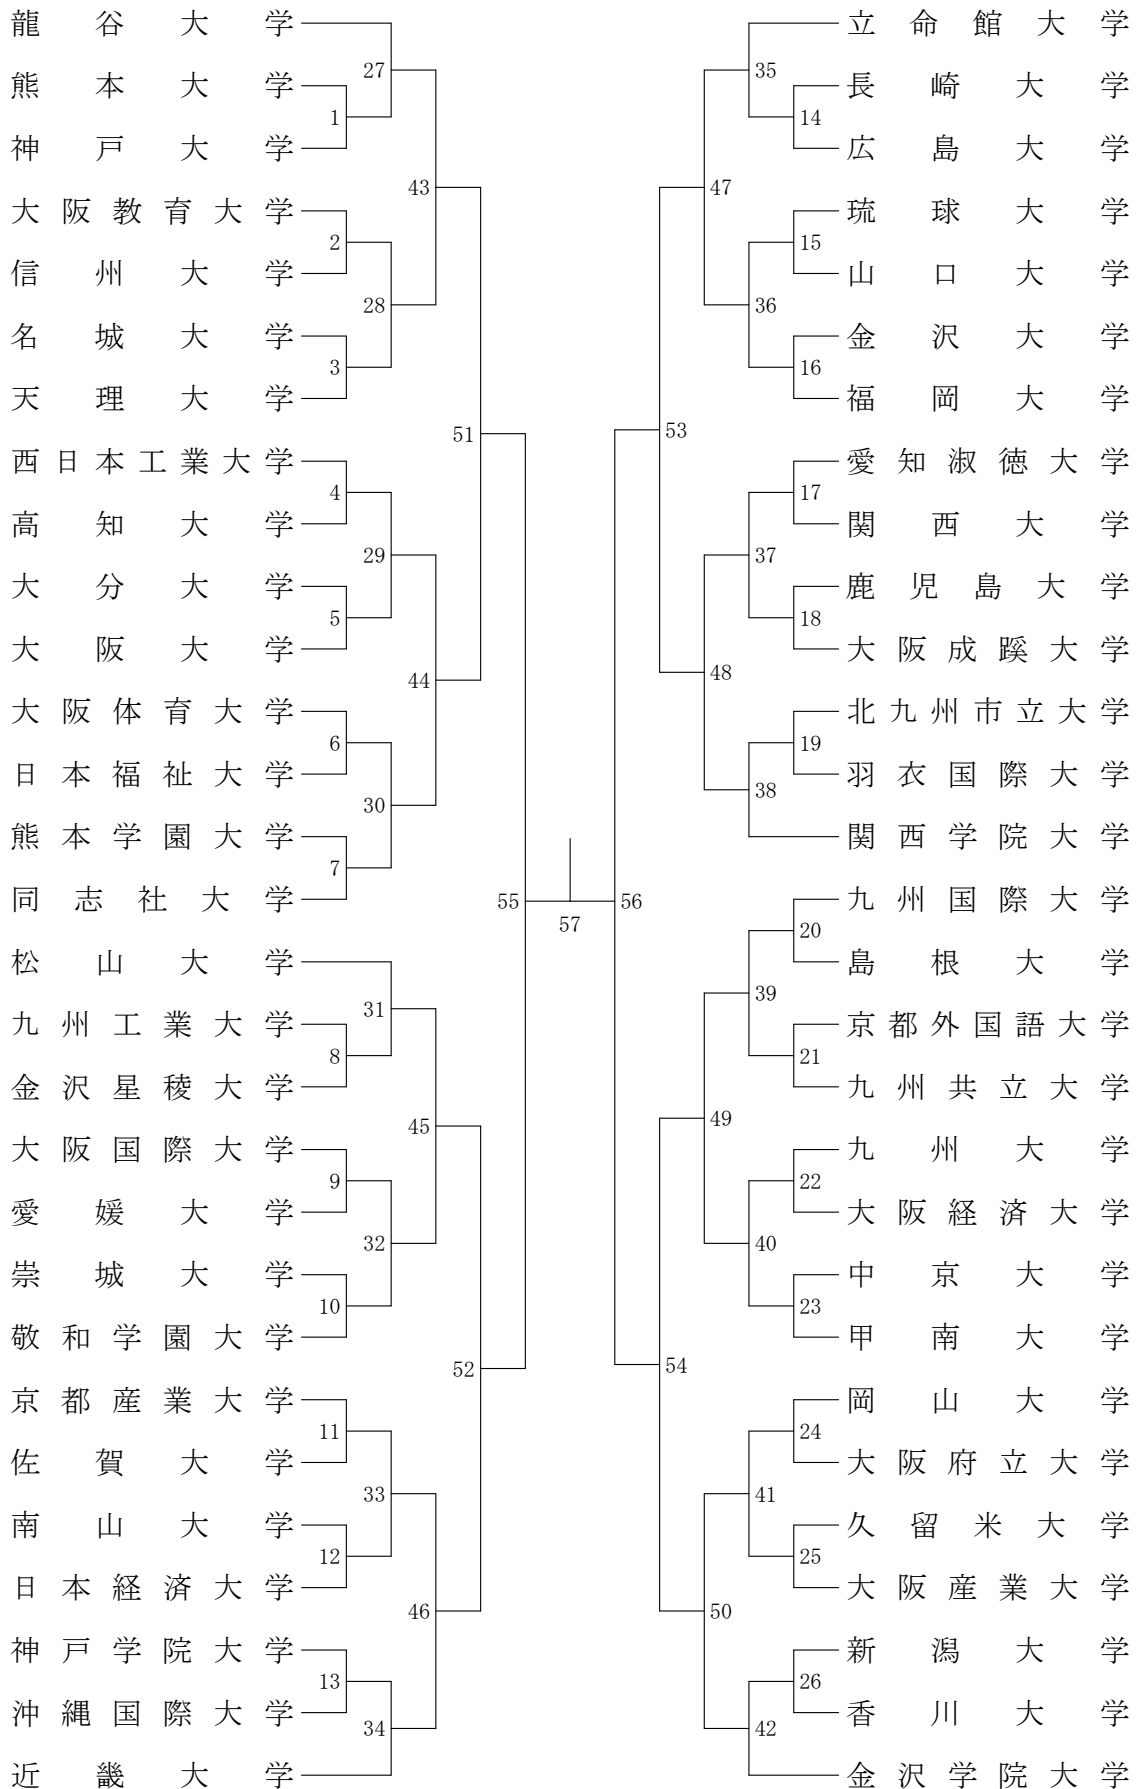 龍谷大学
熊本大学
神戸大学
大阪教育大学
信州大学
名城大学
天理大学
西日本工業大学
高知大学
大分大学
大阪大学
大阪体育大学
日本福祉大学
熊本学園大学
同志社大学
松山大学
九州工業大学
金沢星稜大学
大阪国際大学
愛媛大学
崇城大学
敬和学園大学
京都産業大学
佐賀大学
南山大学
日本経済大学
神戸学院大学
沖縄国際大学
近畿大学
1
2
3
4
5
6
7
8
9
10
11
12
13
27
28
29
30
31
32
33
34
43
44
45
46
51
52
55
57
56
53
54
47
48
49
50
35
36
37
38
39
40
41
42
14
15
16
17
18
19
20
21
22
23
24
25
26
立命館大学
長崎大学
広島大学
琉球大学
山口大学
金沢大学
福岡大学
愛知淑徳大学
関西大学
鹿児島大学
大阪成蹊大学
北九州市立大学
羽衣国際大学
関西学院大学
九州国際大学
島根大学
京都外国語大学
九州共立大学
九州大学
大阪経済大学
中京大学
甲南大学
岡山大学
大阪府立大学
久留米大学
大阪産業大学
新潟大学
香川大学
金沢学院大学